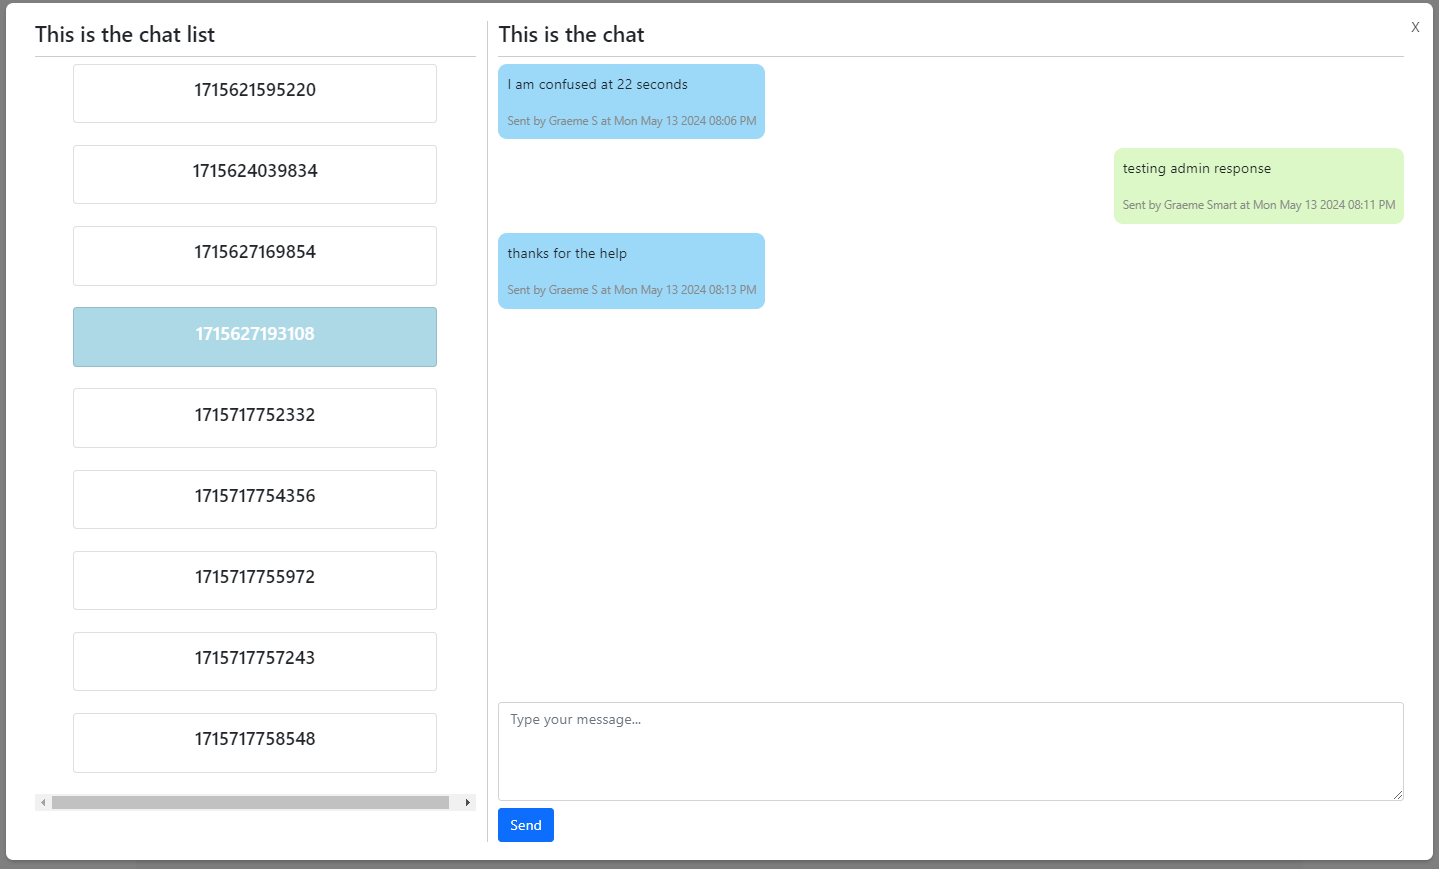 This is the chat list
1715621595220
1715624039834
1715627169854
1715627193108
1715717752332
1715717754356
1715717755972
1715717757243
1715717758548
This is the chat
X
I am confused at 22 seconds
Sent by Graeme S at Mon May 13 2024 08:06 PM
testing admin response
Sent by Graeme Smart at Mon May 13 2024 08:11 PM
thanks for the help
Sent by Graeme S at Mon May 13 2024 08:13 PM
Type your message...
Send